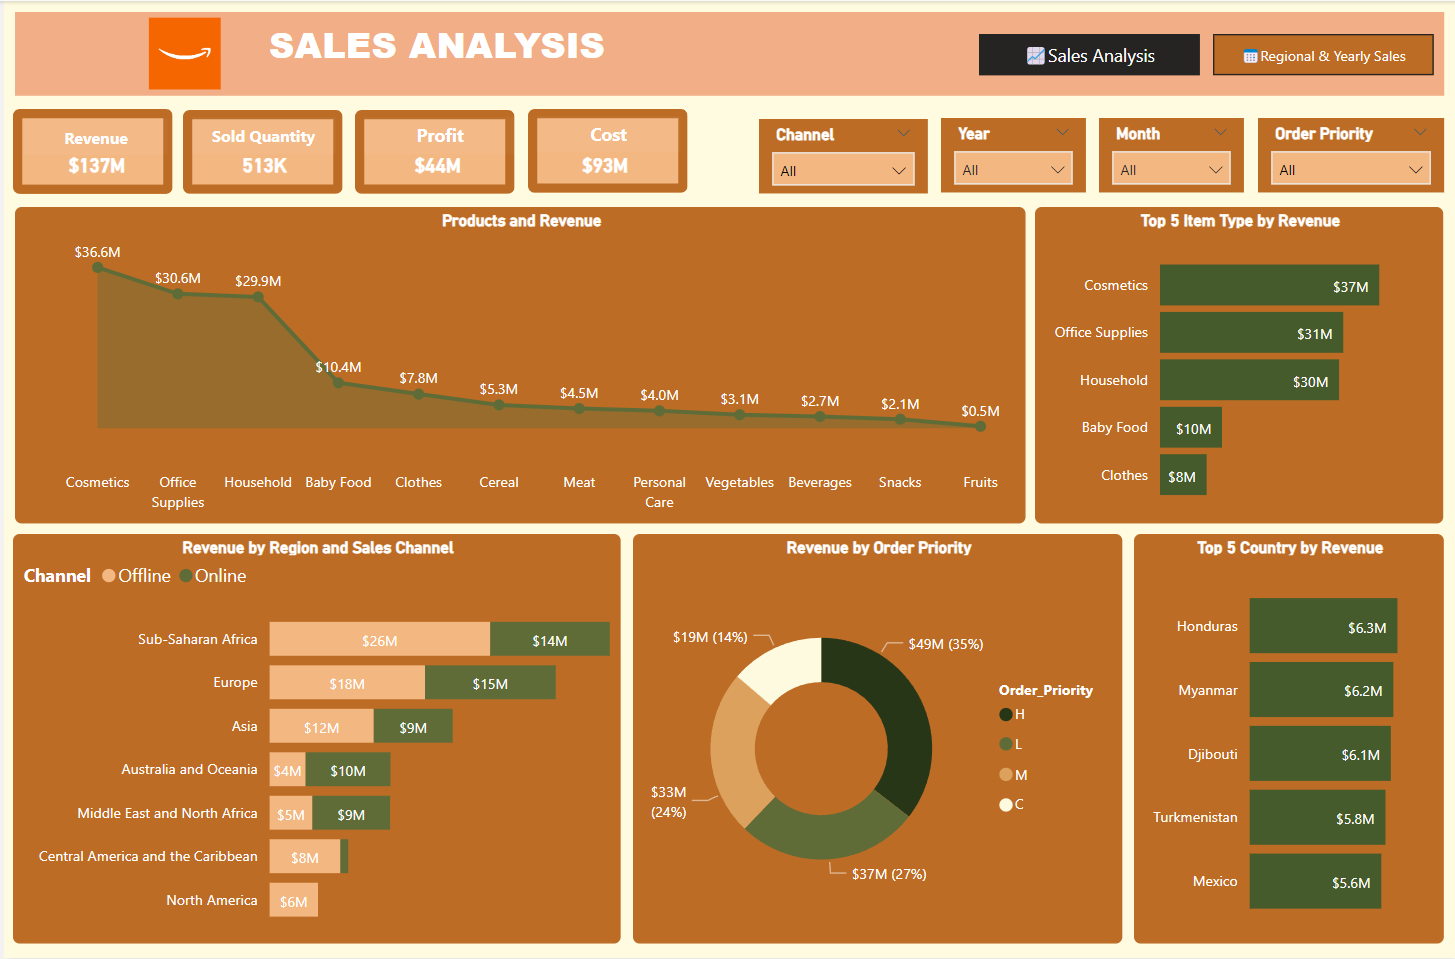 SALES ANALYSIS
Sales Analysis
Regional & Yearly Sales
Revenue
$137M
Sold Quantity
513K
Profit
$44M
Cost
$93M
Channel
All
Year
All
Month
All
Order Priority
All
Products and Revenue
$36.6M
$30.6M
$29.9M
$10.4M
$7.8M
$5.3M
$4.5M
$4.0M
$3.1M
$2.7M
$2.1M
$0.5M
Cosmetics
Office
Supplies
Household
Baby Food
Clothes
Cereal
Meat
Personal
Care
Vegetables
Beverages
Snacks
Fruits
Top 5 Item Type by Revenue
Cosmetics
$37M
Office Supplies
$31M
Household
$30M
Baby Food
$10M
Clothes
$8M
Revenue by Region and Sales Channel
Channel Offline Online
Sub-Saharan Africa
$26M
$14M
Europe
$18M
$15M
Asia
$12M
$9M
Australia and Oceania
$4M
$10M
Middle East and North Africa
$5M
$9M
Central America and the Caribbean
$8M
North America
$6M
Revenue by Order Priority
$19M (14%)
$49M (35%)
$33M
(24%)
$37M (27%)
Order_Priority
H
L
M
C
Top 5 Country by Revenue
Honduras
$6.3M
Myanmar
$6.2M
Djibouti
$6.1M
Turkmenistan
$5.8M
Mexico
$5.6M